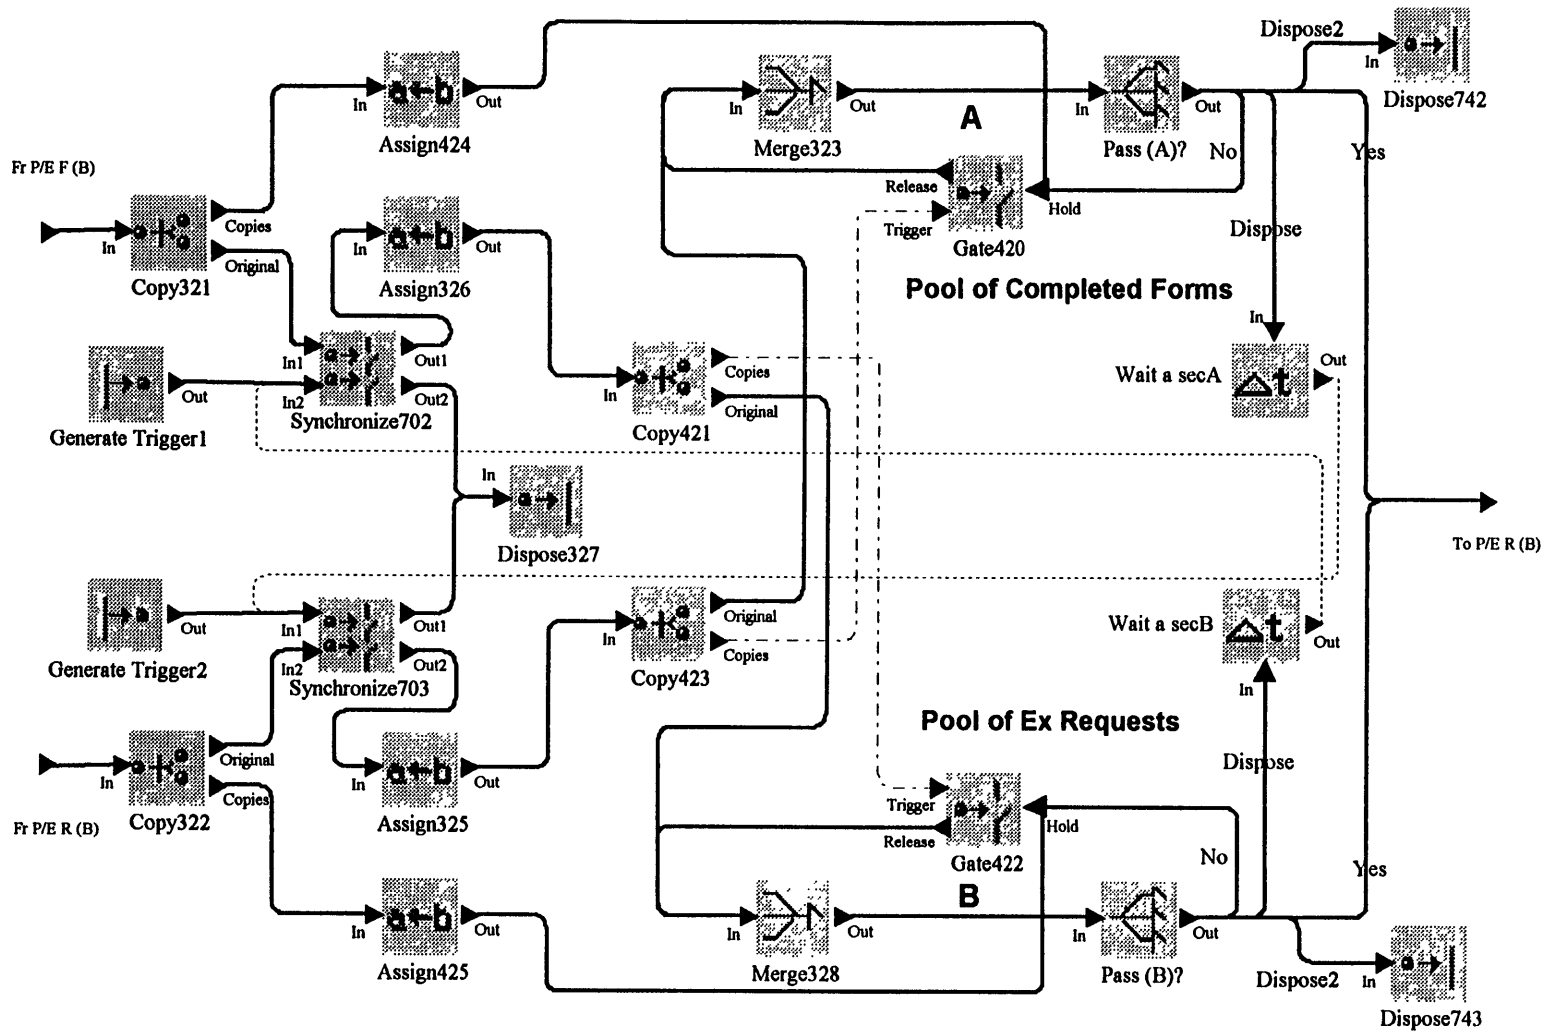 Dispose2
In
Dispose742
In
Out
Assign424
In
Out
Merge323
A
In
Out
Pass (A)?
No
Yes
Fr P/E F (B)
In
Copies
Original
Copy321
In
Out
Assign326
Release
Trigger
Hold
Gate420
Dispose
Pool of Completed Forms
In
Out
Wait a secA
Out
Generate Trigger1
In1
In2
Out1
Out2
Synchronize702
In
Copies
Original
Copy421
In
Dispose327
To P/E R (B)
Out
Generate Trigger2
In1
In2
Out1
Out2
Synchronize703
In
Original
Copies
Copy423
Wait a secB
Out
In
Fr P/E R (B)
In
Original
Copies
Copy322
In
Out
Assign325
Pool of Ex Requests
Dispose
Trigger
Release
Hold
Gate422
No
Yes
In
Out
Assign425
B
In
Out
Merge328
In
Out
Pass (B)?
Dispose2
In
Dispose743